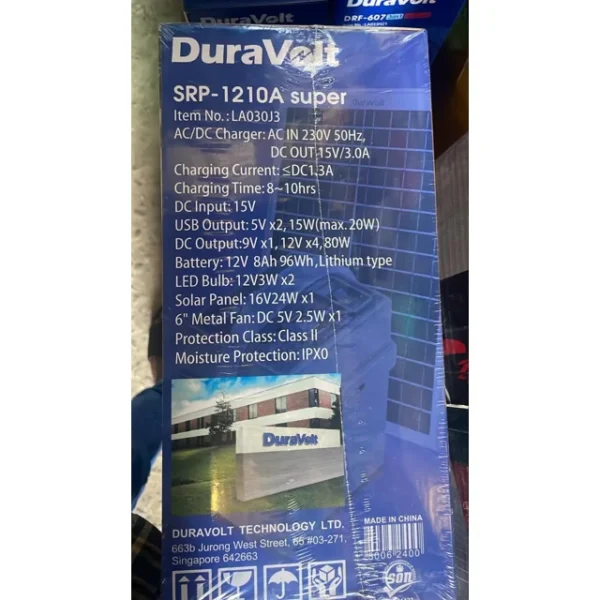 DuraVolt
DRF-607
DuraVolt
SRP-1210A super
Item No.: LA030J3
AC/DC Charger: AC IN 230V 50Hz,
DC OUT 15V/3.0A
Charging Current: ≤DC1.3A
Charging Time: 8~10hrs
DC Input: 15V
USB Output: 5V x2, 15W(max. 20W)
DC Output:9V x1, 12V x4, 80W
Battery: 12V 8Ah 96Wh, Lithium type
LED Bulb: 12V3W x2
Solar Panel: 16V24W x1
6" Metal Fan: DC 5V 2.5W x1
Protection Class: Class II
Moisture Protection: IPX0
DuraVolt
DURAVOLT TECHNOLOGY LTD.
663b Jurong West Street, 65 #03-271,
Singapore 642663
MADE IN CHINA
SON